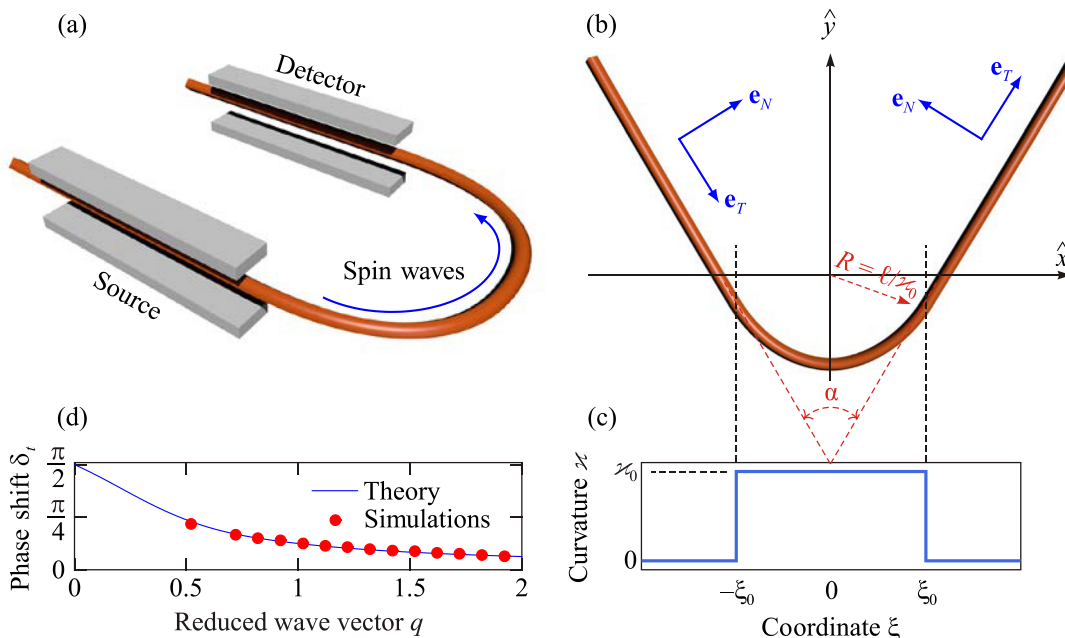 (a)
Detector
Source
Spin waves
(b)
ŷ
x̂
e_T
e_N
e_N
e_T
R = ℓ/ϰ₀
α
(c)
Curvature ϰ
ϰ₀
0
−ξ₀
0
ξ₀
Coordinate ξ
(d)
Phase shift δ_t
π/2
π/4
0
Theory
Simulations
0
0.5
1
1.5
2
Reduced wave vector q